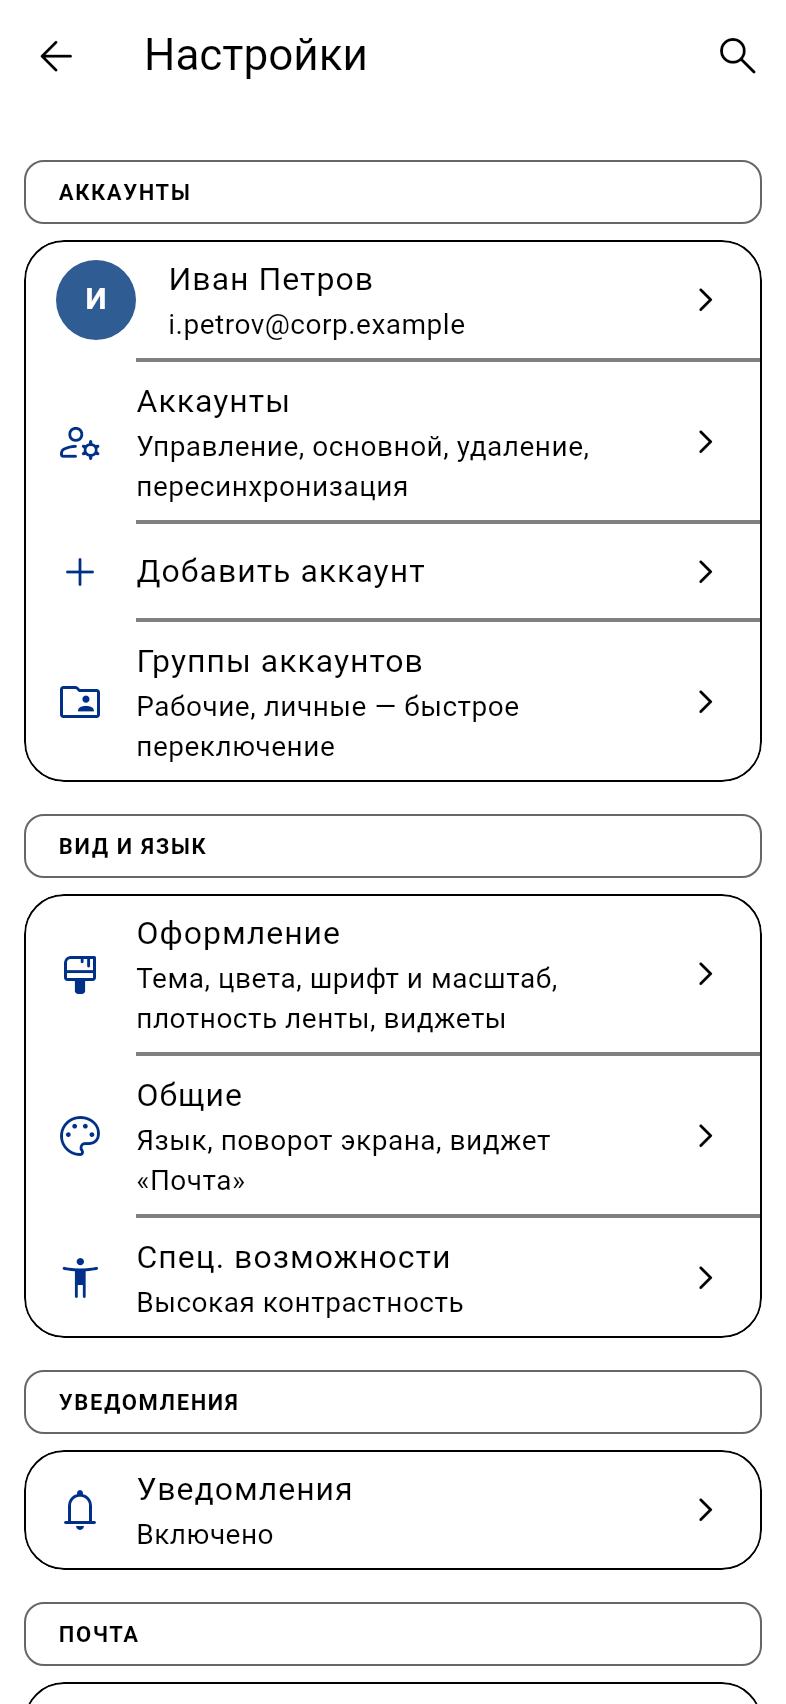 Настройки
АККАУНТЫ
И
Иван Петров
i.petrov@corp.example
Аккаунты
Управление, основной, удаление,
пересинхронизация
Добавить аккаунт
Группы аккаунтов
Рабочие, личные — быстрое
переключение
ВИД И ЯЗЫК
Оформление
Тема, цвета, шрифт и масштаб,
плотность ленты, виджеты
Общие
Язык, поворот экрана, виджет
«Почта»
Спец. возможности
Высокая контрастность
УВЕДОМЛЕНИЯ
Уведомления
Включено
ПОЧТА